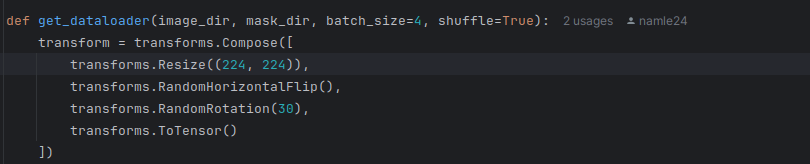 def get_dataloader(image_dir, mask_dir, batch_size=4, shuffle=True): 2 usages namle24
    transform = transforms.Compose([
        transforms.Resize((224, 224)),
        transforms.RandomHorizontalFlip(),
        transforms.RandomRotation(30),
        transforms.ToTensor()
    ])